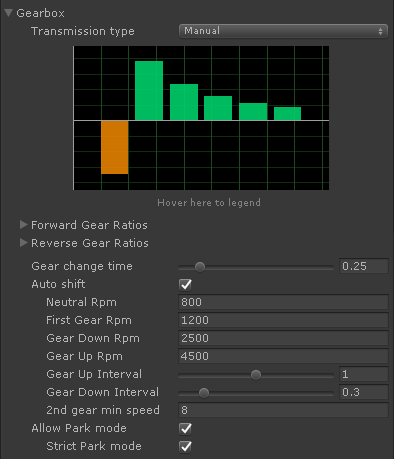 Gearbox
Transmission type Manual
Hover here to legend
Forward Gear Ratios
Reverse Gear Ratios
Gear change time 0.25
Auto shift
Neutral Rpm 800
First Gear Rpm 1200
Gear Down Rpm 2500
Gear Up Rpm 4500
Gear Up Interval 1
Gear Down Interval 0.3
2nd gear min speed 8
Allow Park mode
Strict Park mode